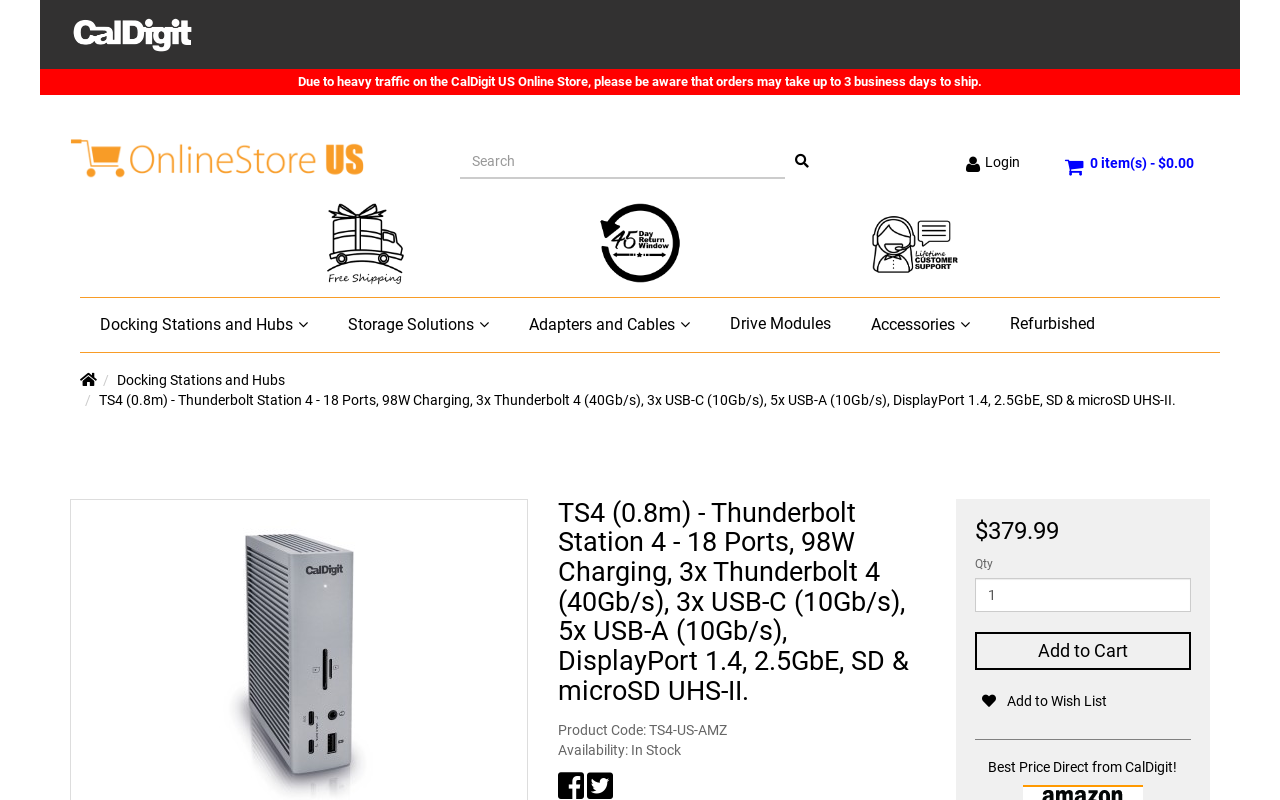 CalDigit
Due to heavy traffic on the CalDigit US Online Store, please be aware that orders may take up to 3 business days to ship.
OnlineStore US
Search
Login
0 item(s) - $0.00
Free Shipping
45 Day Return Window
Lifetime CUSTOMER SUPPORT
Docking Stations and Hubs
Storage Solutions
Adapters and Cables
Drive Modules
Accessories
Refurbished
/ Docking Stations and Hubs
/ TS4 (0.8m) - Thunderbolt Station 4 - 18 Ports, 98W Charging, 3x Thunderbolt 4 (40Gb/s), 3x USB-C (10Gb/s), 5x USB-A (10Gb/s), DisplayPort 1.4, 2.5GbE, SD & microSD UHS-II.
CalDigit
TS4 (0.8m) - Thunderbolt
Station 4 - 18 Ports, 98W
Charging, 3x Thunderbolt 4
(40Gb/s), 3x USB-C (10Gb/s),
5x USB-A (10Gb/s),
DisplayPort 1.4, 2.5GbE, SD &
microSD UHS-II.
Product Code: TS4-US-AMZ
Availability: In Stock
$379.99
Qty
1
Add to Cart
Add to Wish List
Best Price Direct from CalDigit!
amazon